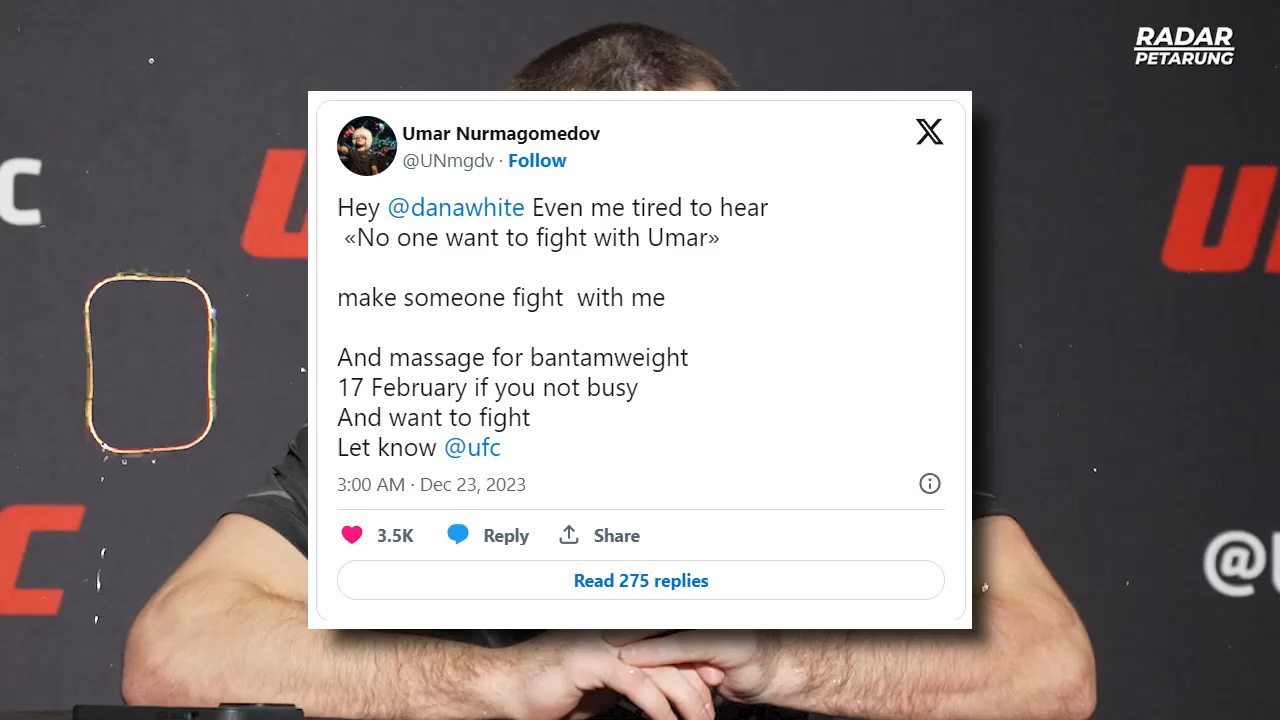 RADAR
PETARUNG
Umar Nurmagomedov
@UNmgdv · Follow
Hey @danawhite Even me tired to hear
«No one want to fight with Umar»
make someone fight with me
And massage for bantamweight
17 February if you not busy
And want to fight
Let know @ufc
3:00 AM · Dec 23, 2023
3.5K Reply Share
Read 275 replies